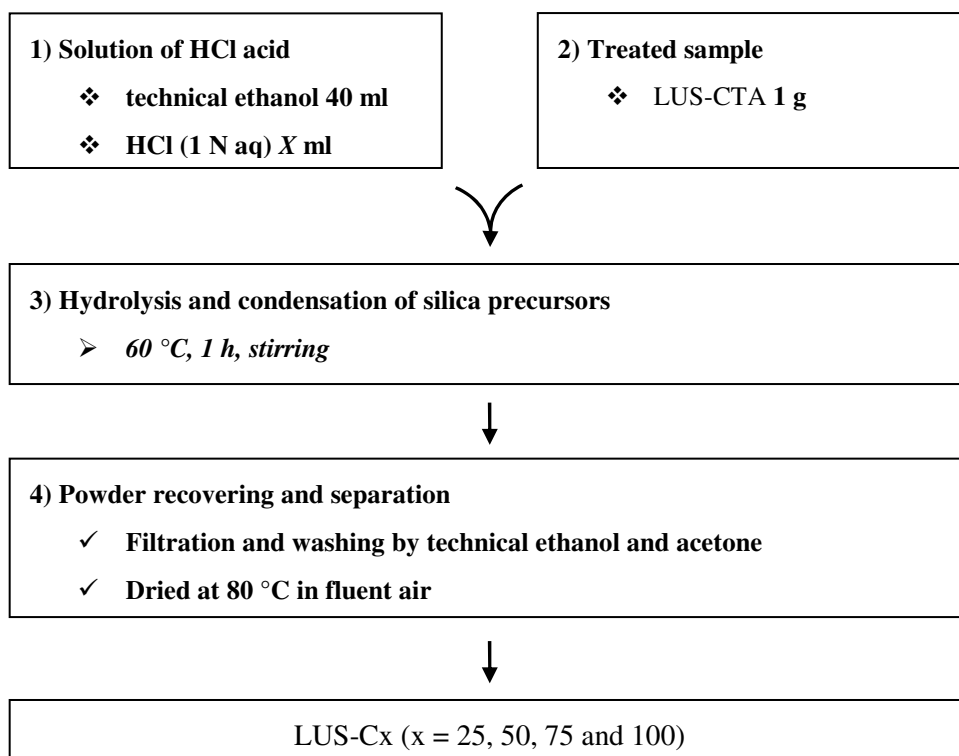 1) Solution of HCl acid
❖ technical ethanol 40 ml
❖ HCl (1 N aq) X ml
2) Treated sample
❖ LUS-CTA 1 g
3) Hydrolysis and condensation of silica precursors
➢ 60 °C, 1 h, stirring
4) Powder recovering and separation
✓ Filtration and washing by technical ethanol and acetone
✓ Dried at 80 °C in fluent air
LUS-Cx (x = 25, 50, 75 and 100)